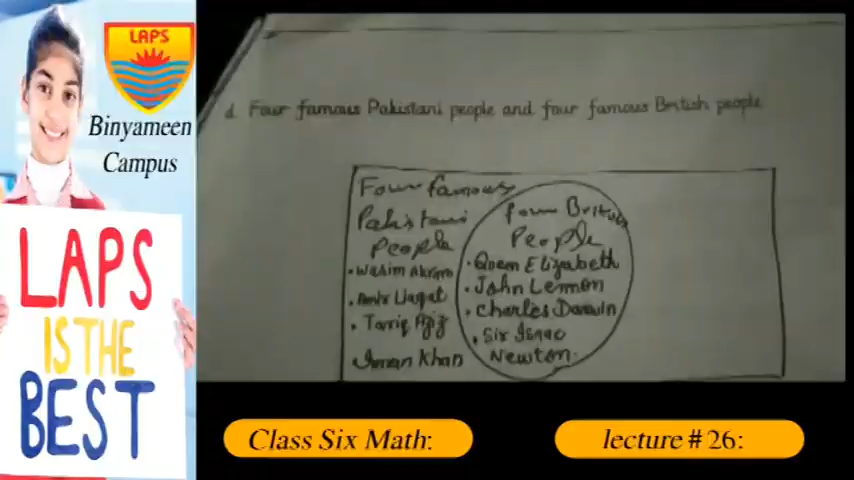 LAPS
Binyameen
Campus
LAPS
IS THE
BEST
d. Four famous Pakistani people and four famous British people
Four famous
Pakistani
People
• Wasim Akram
• Amir Liaqat
• Tariq Aziz
Iman Khan
four British
People
• Queen Elizabeth
• John Lennon
• Charles Darwin
• Sir Isaac
Newton.
Class Six Math:
lecture # 26: